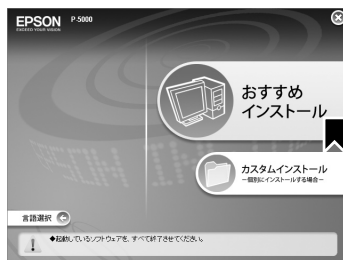 EPSON P-5000
EXCEED YOUR VISION
おすすめ
インストール
カスタムインストール
－個別にインストールする場合－
言語選択
◆起動しているソフトウェアを、すべて終了させてください。